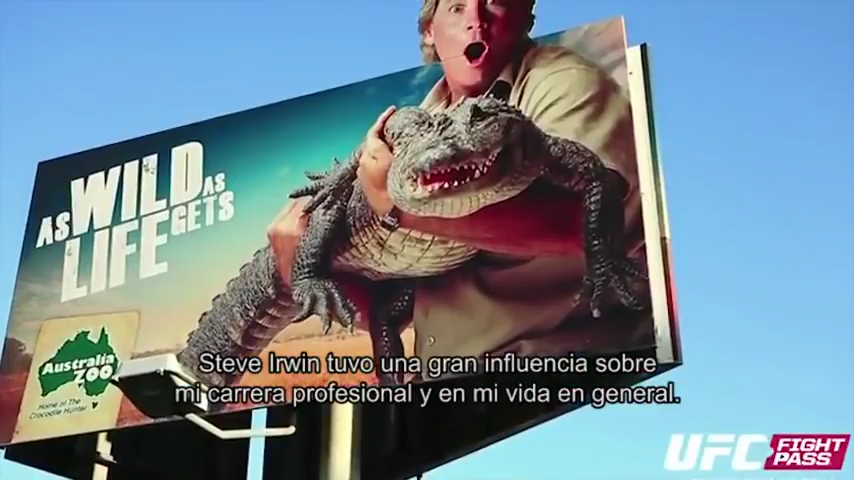 AS WILD AS
LIFE GETS
Australia
ZOO
Home of The
Crocodile Hunter
Steve Irwin tuvo una gran influencia sobre
mi carrera profesional y en mi vida en general.
UFC FIGHT
PASS